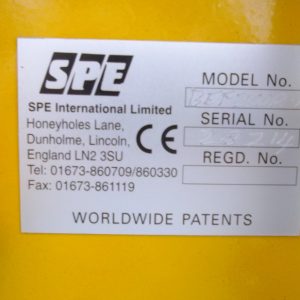 SPE
SPE International Limited
Honeyholes Lane,
Dunholme, Lincoln,
England LN2 3SU
Tel: 01673-860709/860330
Fax: 01673-861119
CE
MODEL No.
SERIAL No.
REGD. No.
WORLDWIDE PATENTS